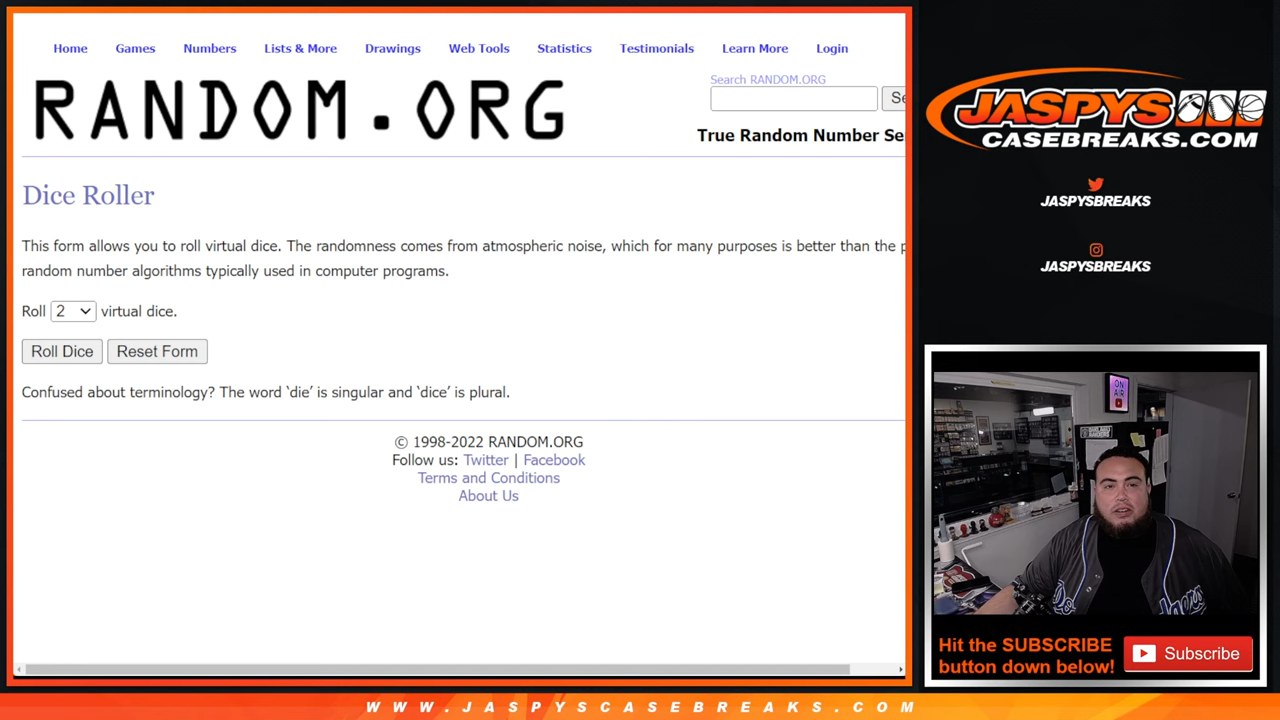 Home Games Numbers Lists & More Drawings Web Tools Statistics Testimonials Learn More Login
RANDOM.ORG
Search RANDOM.ORG
Se
True Random Number Se
Dice Roller
This form allows you to roll virtual dice. The randomness comes from atmospheric noise, which for many purposes is better than the p
random number algorithms typically used in computer programs.
Roll 2 virtual dice.
Roll Dice Reset Form
Confused about terminology? The word ‘die’ is singular and ‘dice’ is plural.
© 1998-2022 RANDOM.ORG
Follow us: Twitter | Facebook
Terms and Conditions
About Us
JASPYS
CASEBREAKS.COM
JASPYSBREAKS
JASPYSBREAKS
ON
AIR
Hit the SUBSCRIBE
button down below!
Subscribe
WWW.JASPYSCASEBREAKS.COM